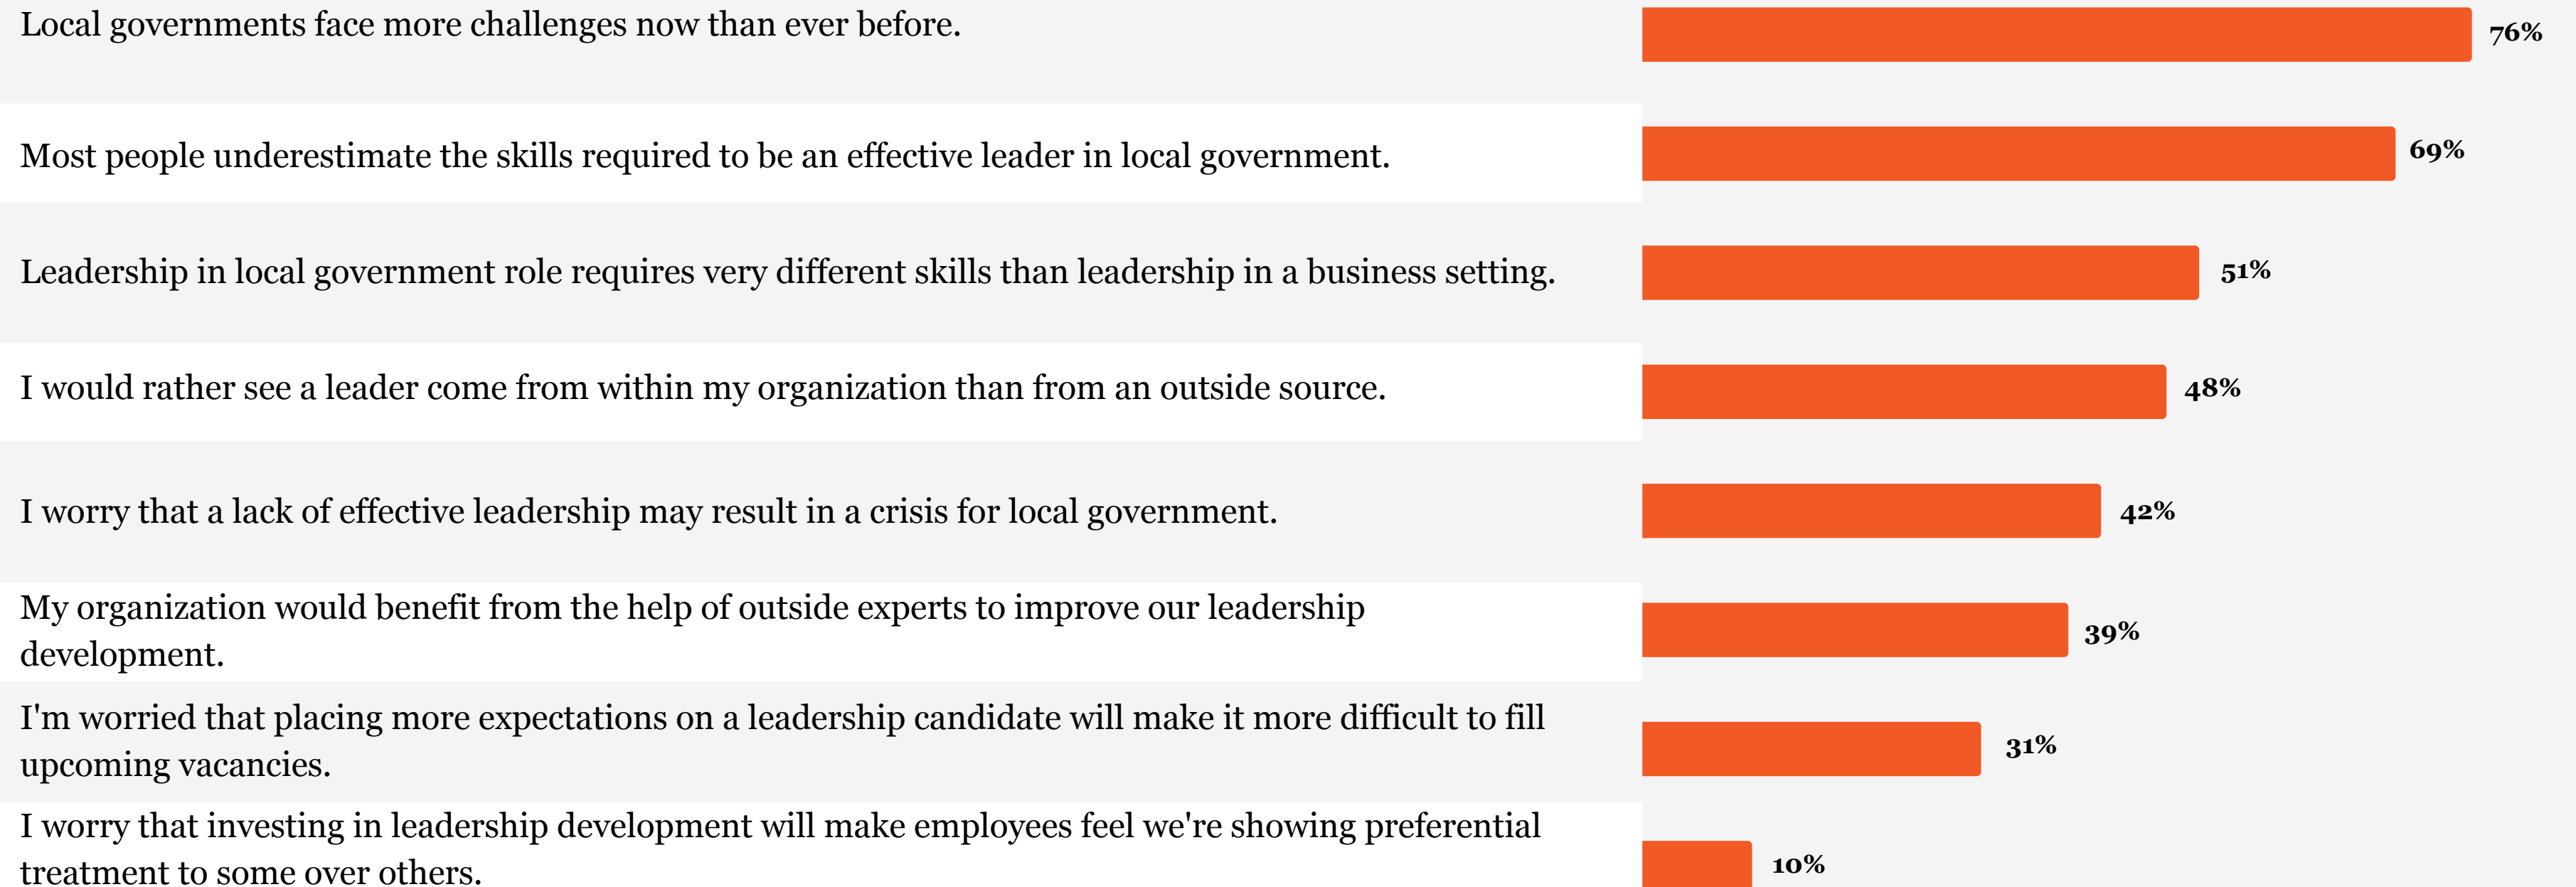 Local governments face more challenges now than ever before.
76%
Most people underestimate the skills required to be an effective leader in local government.
69%
Leadership in local government role requires very different skills than leadership in a business setting.
51%
I would rather see a leader come from within my organization than from an outside source.
48%
I worry that a lack of effective leadership may result in a crisis for local government.
42%
My organization would benefit from the help of outside experts to improve our leadership
development.
39%
I'm worried that placing more expectations on a leadership candidate will make it more difficult to fill
upcoming vacancies.
31%
I worry that investing in leadership development will make employees feel we're showing preferential
treatment to some over others.
10%